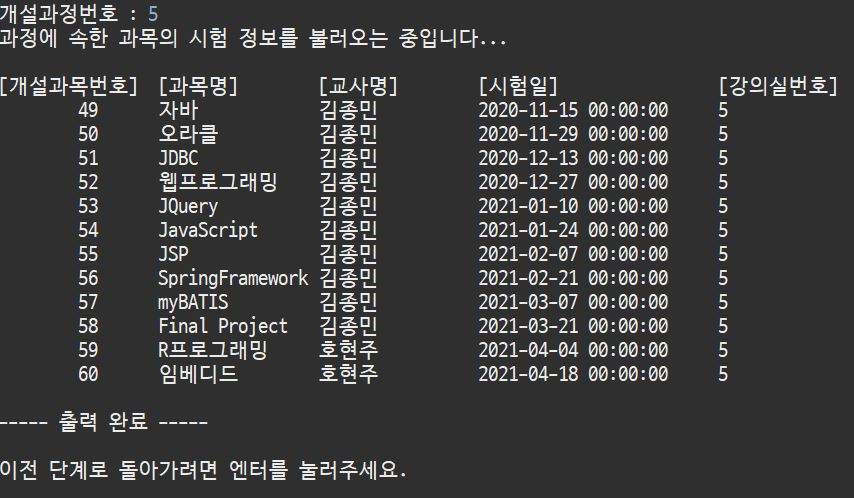 개설과정번호 : 5
과정에 속한 과목의 시험 정보를 불러오는 중입니다...
[개설과목번호] [과목명] [교사명] [시험일] [강의실번호]
49 자바 김종민 2020-11-15 00:00:00 5
50 오라클 김종민 2020-11-29 00:00:00 5
51 JDBC 김종민 2020-12-13 00:00:00 5
52 웹프로그래밍 김종민 2020-12-27 00:00:00 5
53 JQuery 김종민 2021-01-10 00:00:00 5
54 JavaScript 김종민 2021-01-24 00:00:00 5
55 JSP 김종민 2021-02-07 00:00:00 5
56 SpringFramework 김종민 2021-02-21 00:00:00 5
57 myBATIS 김종민 2021-03-07 00:00:00 5
58 Final Project 김종민 2021-03-21 00:00:00 5
59 R프로그래밍 호현주 2021-04-04 00:00:00 5
60 임베디드 호현주 2021-04-18 00:00:00 5
----- 출력 완료 -----
이전 단계로 돌아가려면 엔터를 눌러주세요.